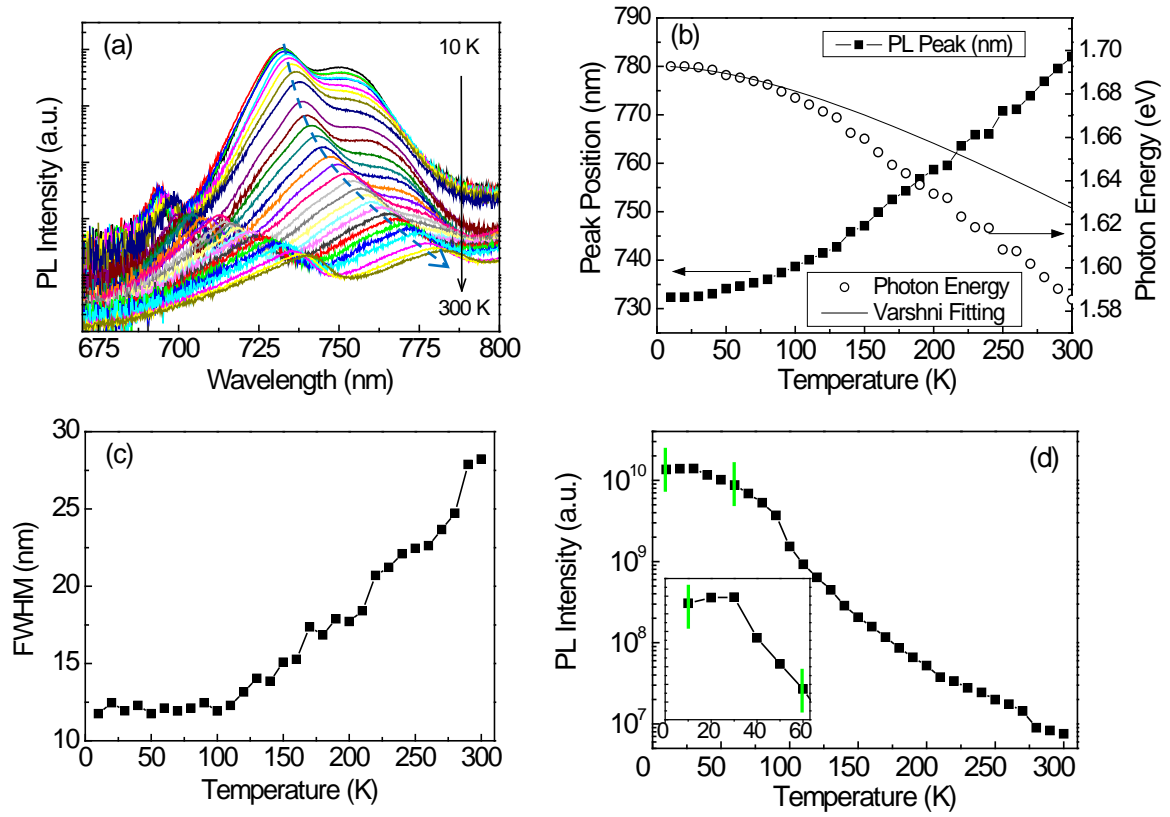 (a)
10 K
300 K
PL Intensity (a.u.)
675 700 725 750 775 800
Wavelength (nm)
(b)
PL Peak (nm)
790
780
770
760
750
740
730
Peak Position (nm)
1.70
1.68
1.66
1.64
1.62
1.60
1.58
Photon Energy (eV)
Photon Energy
Varshni Fitting
0 50 100 150 200 250 300
Temperature (K)
(c)
30
25
20
15
10
FWHM (nm)
0 50 100 150 200 250 300
Temperature (K)
(d)
10^10
10^9
10^8
10^7
PL Intensity (a.u.)
0 20 40 60
0 50 100 150 200 250 300
Temperature (K)